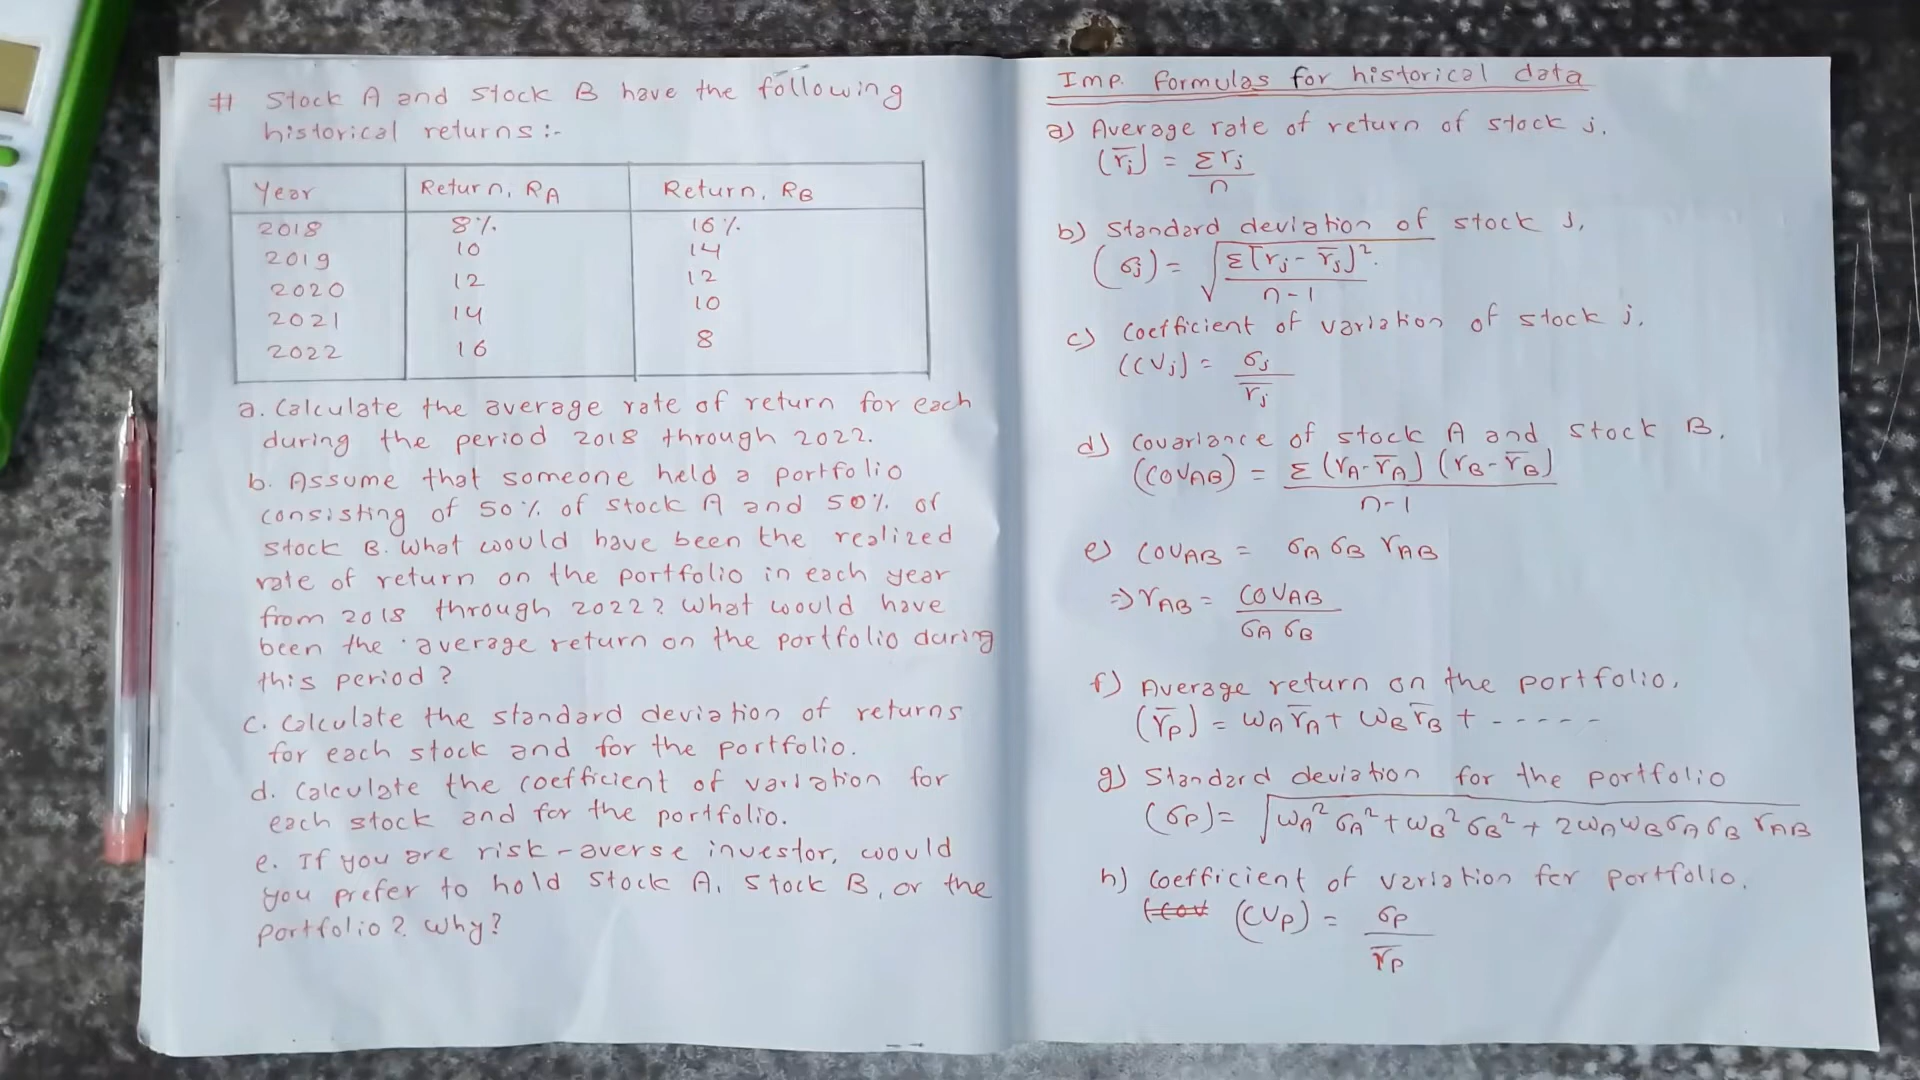 # Stock A and stock B have the following
historical returns:-
Year Return, RA Return, RB
2018 8% 16%
2019 10 14
2020 12 12
2021 14 10
2022 16 8
a. Calculate the average rate of return for each
during the period 2018 through 2022.
b. Assume that someone held a portfolio
consisting of 50% of stock A and 50% of
stock B. What would have been the realized
rate of return on the portfolio in each year
from 2018 through 2022? What would have
been the average return on the portfolio during
this period?
c. Calculate the standard deviation of returns
for each stock and for the portfolio.
d. Calculate the coefficient of variation for
each stock and for the portfolio.
e. If you are risk-averse investor, would
you prefer to hold Stock A, Stock B, or the
portfolio? Why?
Imp. formulas for historical data
a) Average rate of return of stock j.
(r̄j) = Σrj / n
b) Standard deviation of stock j,
(σj) = √Σ[rj - r̄j]² / n-1
c) Coefficient of variation of stock j,
(CVj) = σj / r̄j
d) Covariance of stock A and stock B.
(COVAB) = Σ (rA - r̄A) (rB - r̄B) / n-1
e) COVAB = σA σB rAB
⇒ rAB = COVAB / σA σB
f) Average return on the portfolio,
(r̄p) = wA r̄A + wB r̄B + -----
g) Standard deviation for the portfolio
(σP) = √wA² σA² + wB² σB² + 2wA wB σA σB rAB
h) Coefficient of variation for portfolio.
(CVP) = σP / r̄P